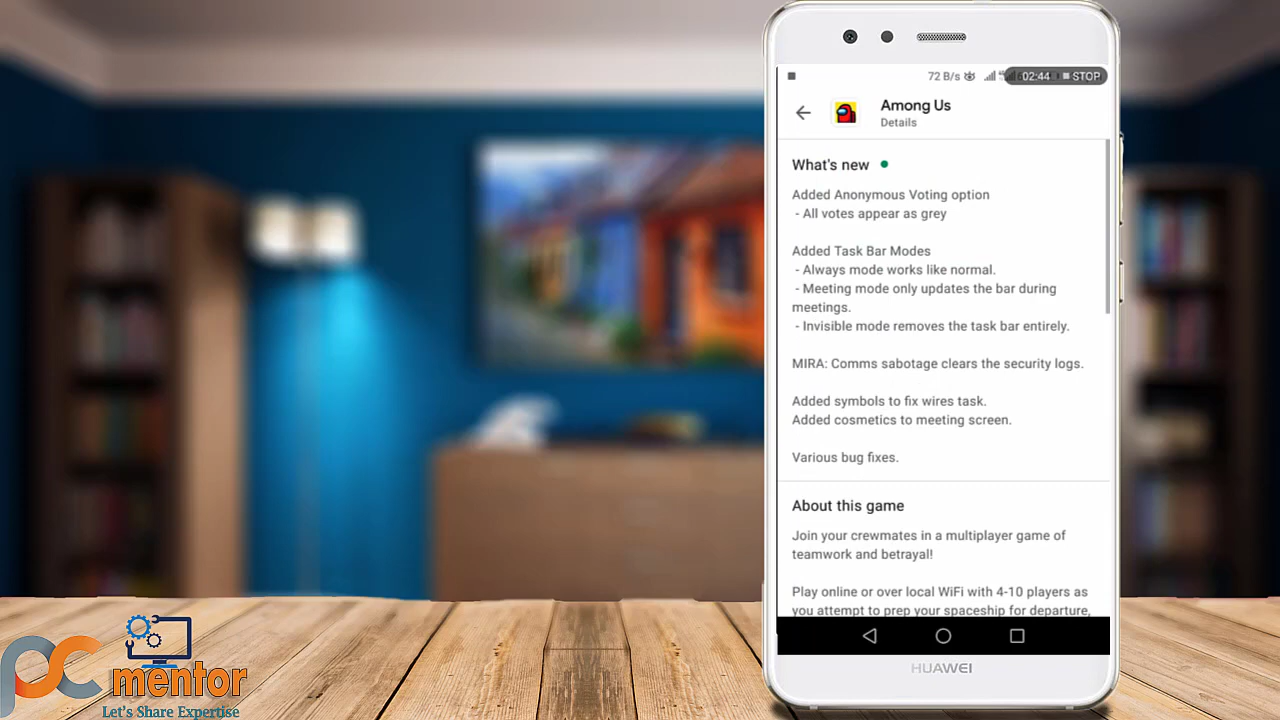 72 B/s
02:44 STOP
Among Us
Details
What's new
Added Anonymous Voting option
- All votes appear as grey
Added Task Bar Modes
- Always mode works like normal.
- Meeting mode only updates the bar during
meetings.
- Invisible mode removes the task bar entirely.
MIRA: Comms sabotage clears the security logs.
Added symbols to fix wires task.
Added cosmetics to meeting screen.
Various bug fixes.
About this game
Join your crewmates in a multiplayer game of
teamwork and betrayal!
Play online or over local WiFi with 4-10 players as
you attempt to prep your spaceship for departure,
HUAWEI
PC
mentor
Let's Share Expertise